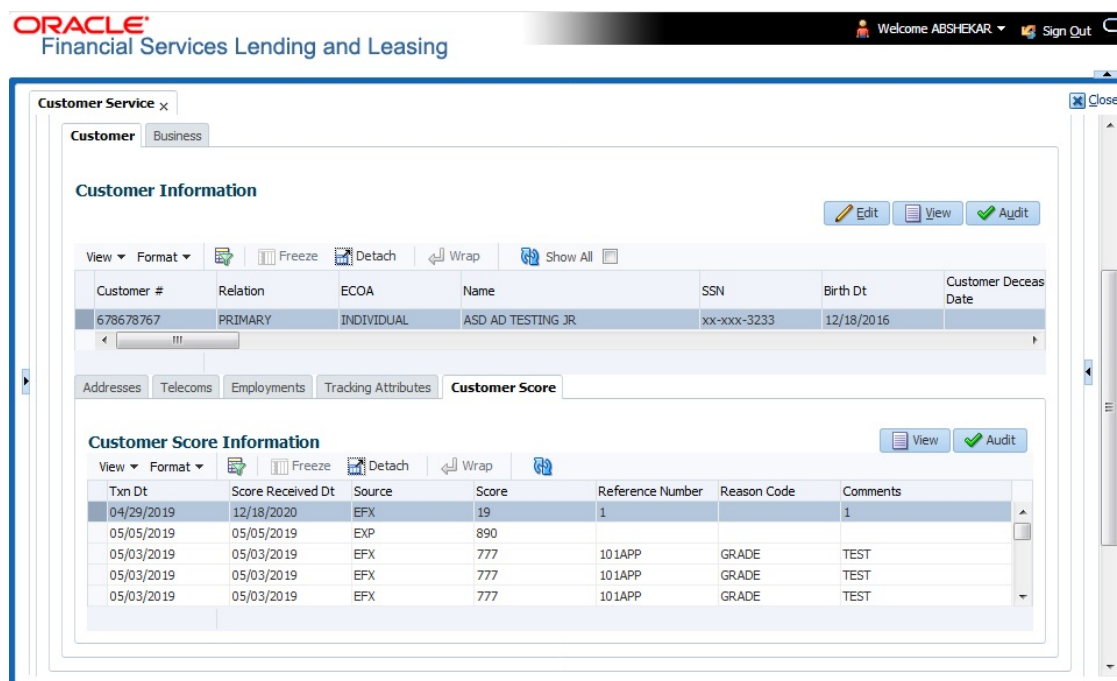 ORACLE
Financial Services Lending and Leasing
Welcome ABSHEKAR Sign Out
Customer Service x
Close
Customer Business
Customer Information
Edit View Audit
View Format Freeze Detach Wrap Show All
Customer # Relation ECOA Name SSN Birth Dt Customer Deceas
Date
678678767 PRIMARY INDIVIDUAL ASD AD TESTING JR xx-xxx-3233 12/18/2016
Addresses Telecoms Employments Tracking Attributes Customer Score
Customer Score Information
View Audit
View Format Freeze Detach Wrap
Txn Dt Score Received Dt Source Score Reference Number Reason Code Comments
04/29/2019 12/18/2020 EFX 19 1 1
05/05/2019 05/05/2019 EXP 890
05/03/2019 05/03/2019 EFX 777 101APP GRADE TEST
05/03/2019 05/03/2019 EFX 777 101APP GRADE TEST
05/03/2019 05/03/2019 EFX 777 101APP GRADE TEST